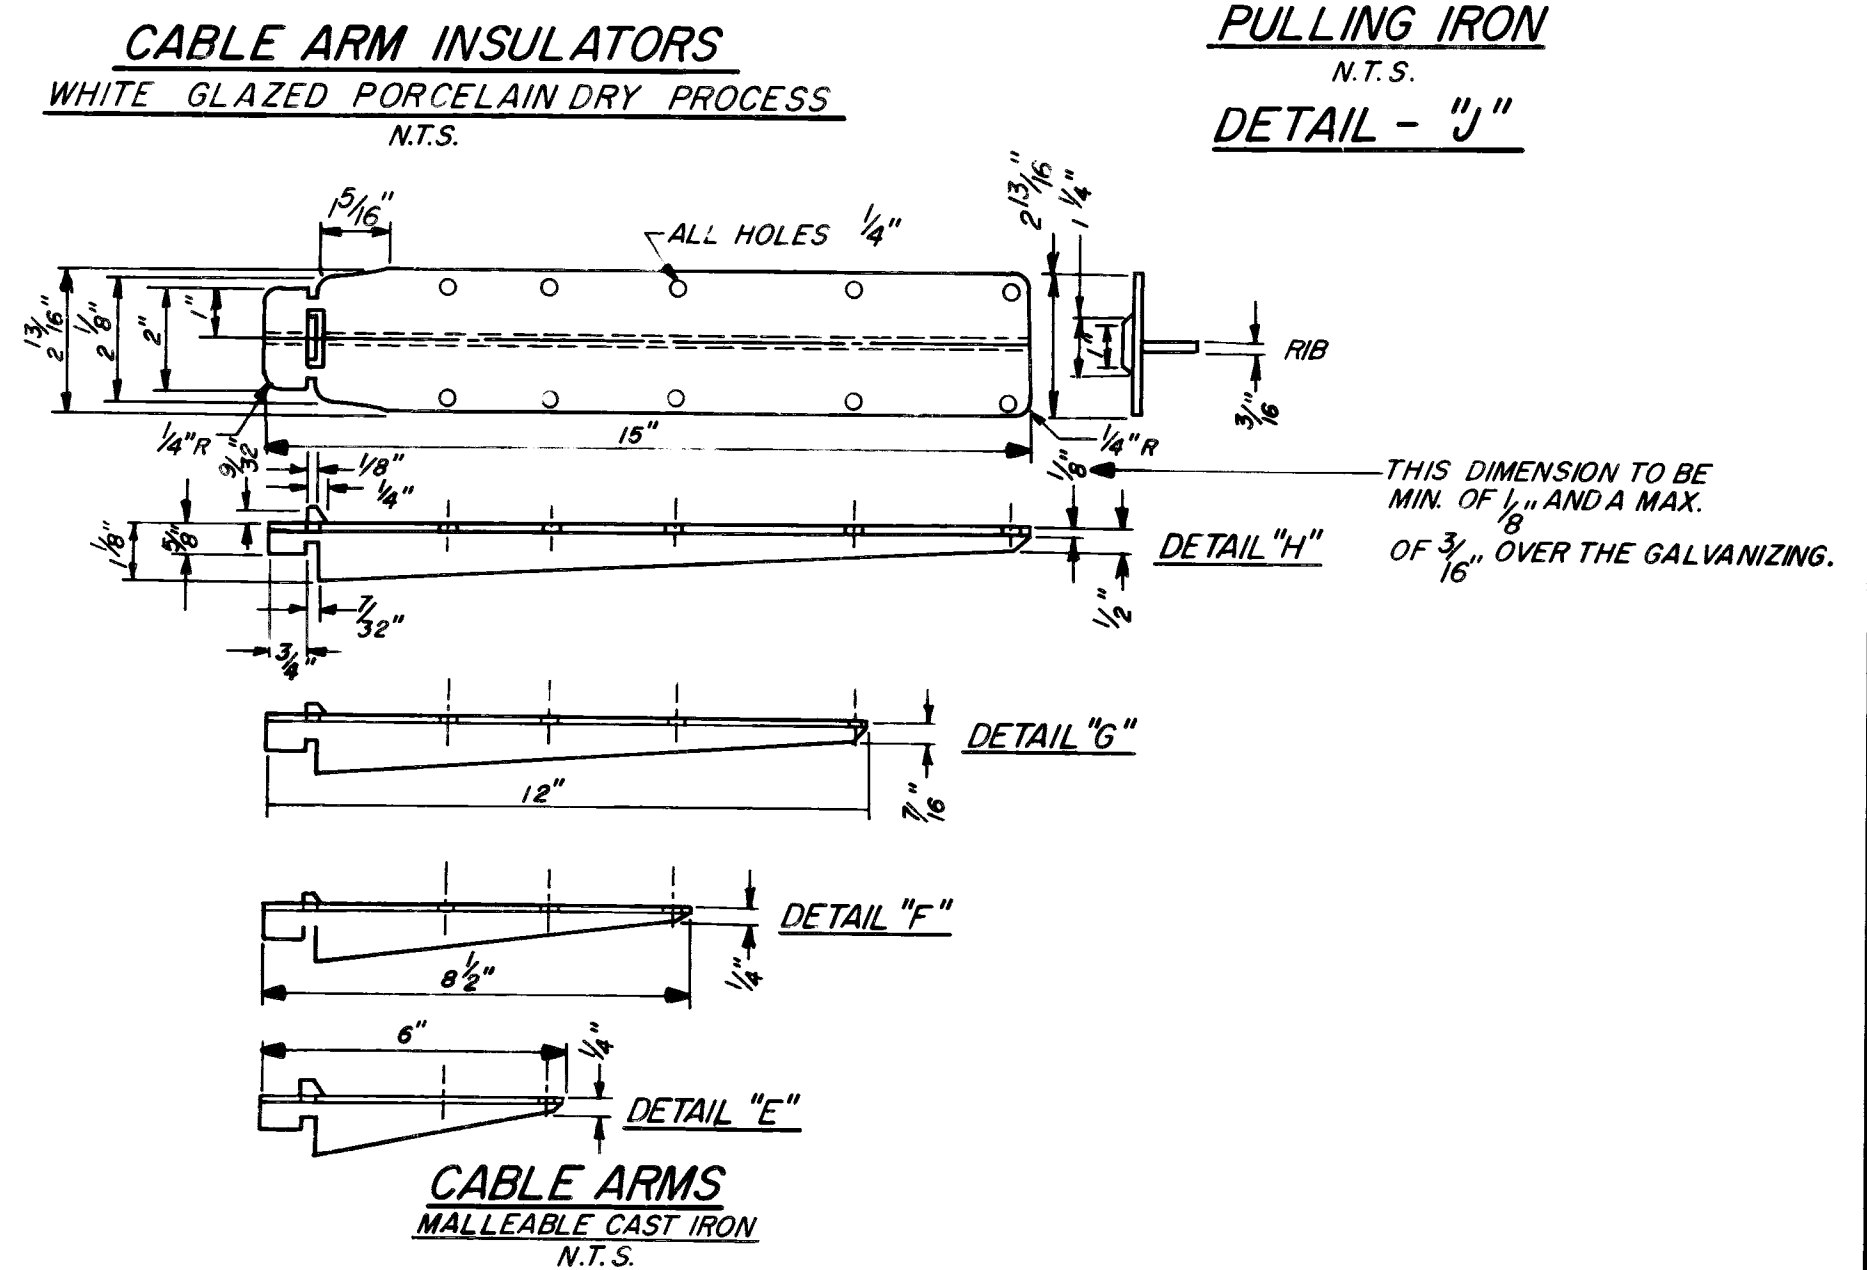 CABLE ARM INSULATORS
WHITE GLAZED PORCELAIN DRY PROCESS
N.T.S.
PULLING IRON
N.T.S.
DETAIL - "J"
1 5/16"
ALL HOLES 1/4"
2 13/16"
1 1/4"
2 13/16"
2 1/8"
2"
1"
1"
RIB
3/16"
1/4"R
15"
1/4"R
9/32"
1/8"
1/4"
1/8"
THIS DIMENSION TO BE
MIN. OF 1/8" AND A MAX.
OF 3/16" OVER THE GALVANIZING.
1 1/8"
5/8"
DETAIL "H"
1/2"
7/32"
3/4"
DETAIL "G"
12"
7/16"
DETAIL "F"
8 1/2"
1/4"
6"
1/4"
DETAIL "E"
CABLE ARMS
MALLEABLE CAST IRON
N.T.S.